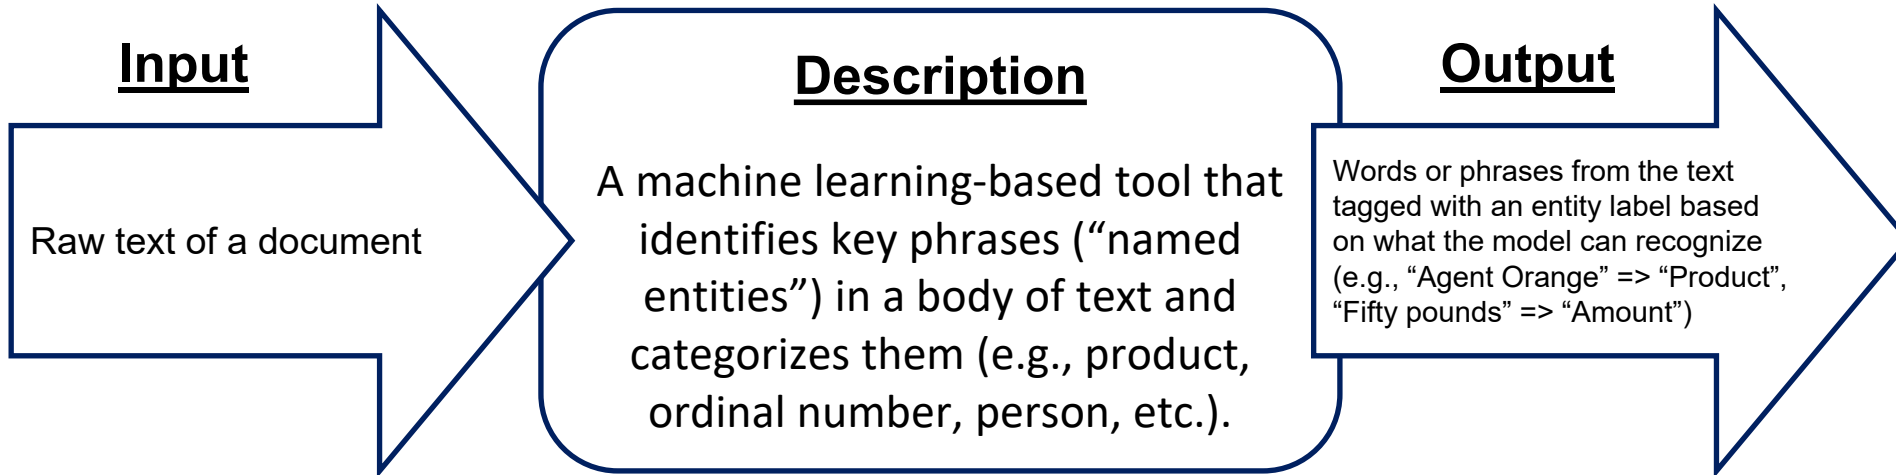 Input
Raw text of a document
Description
A machine learning-based tool that
identifies key phrases (“named
entities”) in a body of text and
categorizes them (e.g., product,
ordinal number, person, etc.).
Output
Words or phrases from the text
tagged with an entity label based
on what the model can recognize
(e.g., “Agent Orange” => “Product”,
“Fifty pounds” => “Amount”)